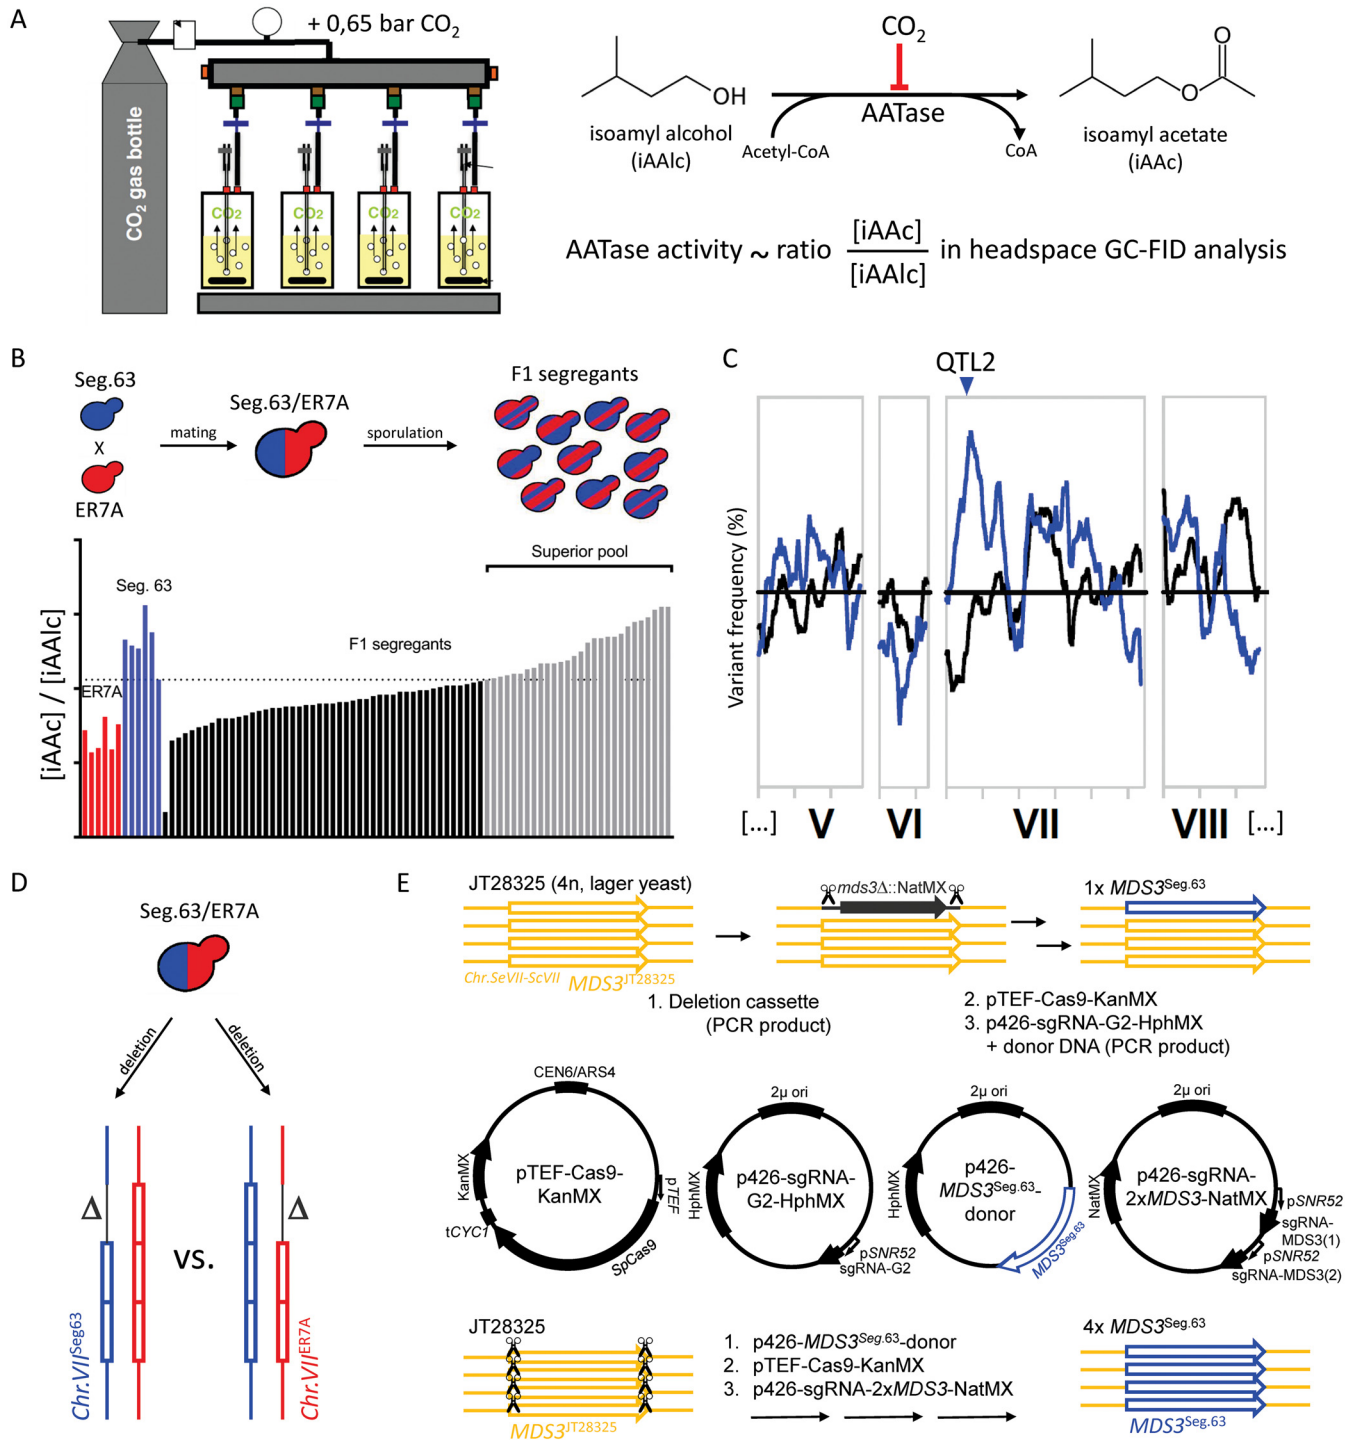 A
+ 0,65 bar CO₂
CO₂ gas bottle
CO2
CO2
CO2
CO2
OH
isoamyl alcohol
(iAAlc)
Acetyl-CoA
CO₂
AATase
CoA
O
O
isoamyl acetate
(iAAc)
AATase activity ~ ratio [iAAc] / [iAAlc] in headspace GC-FID analysis
B
Seg.63
X
ER7A
mating
Seg.63/ER7A
sporulation
F1 segregants
Superior pool
Seg. 63
F1 segregants
ER7A
[iAAc] / [iAAlc]
C
QTL2
Variant frequency (%)
[...] V VI VII VIII [...]
D
Seg.63/ER7A
deletion
deletion
Δ
vs.
Δ
Chr.VII^Seg63
Chr.VII^ER7A
E
JT28325 (4n, lager yeast)
Chr.SeVII-ScVII MDS3^JT28325
mds3Δ::NatMX
1x MDS3^Seg.63
1. Deletion cassette
(PCR product)
2. pTEF-Cas9-KanMX
3. p426-sgRNA-G2-HphMX
+ donor DNA (PCR product)
CEN6/ARS4
KanMX
pTEF-Cas9-
KanMX
pTEF
tCYC1
SpCas9
2µ ori
HphMX
p426-sgRNA-
G2-HphMX
pSNR52
sgRNA-G2
2µ ori
HphMX
p426-
MDS3^Seg.63-
donor
MDS3^Seg.63
2µ ori
NatMX
p426-sgRNA-
2xMDS3-NatMX
pSNR52
sgRNA-
MDS3(1)
pSNR52
sgRNA-MDS3(2)
JT28325
MDS3^JT28325
1. p426-MDS3^Seg.63-donor
2. pTEF-Cas9-KanMX
3. p426-sgRNA-2xMDS3-NatMX
4x MDS3^Seg.63
MDS3^Seg.63